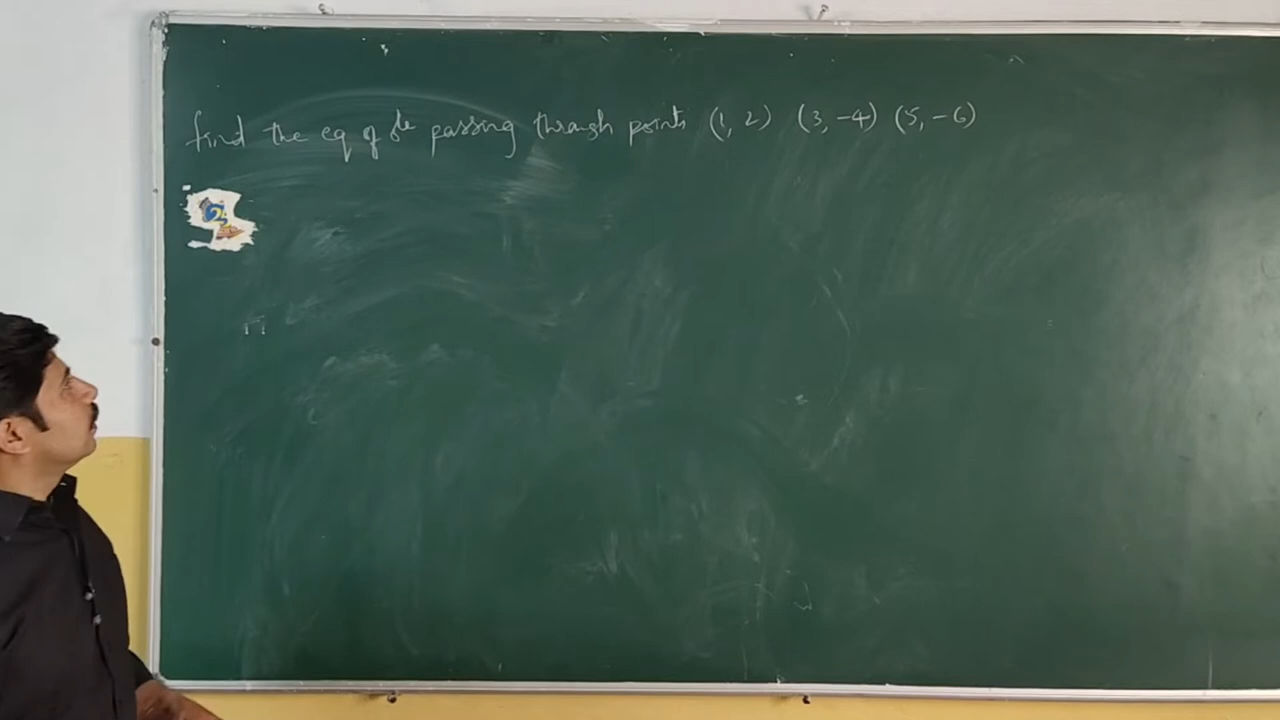 find the eq of ⊙le passing through points (1, 2) (3, -4) (5, -6)